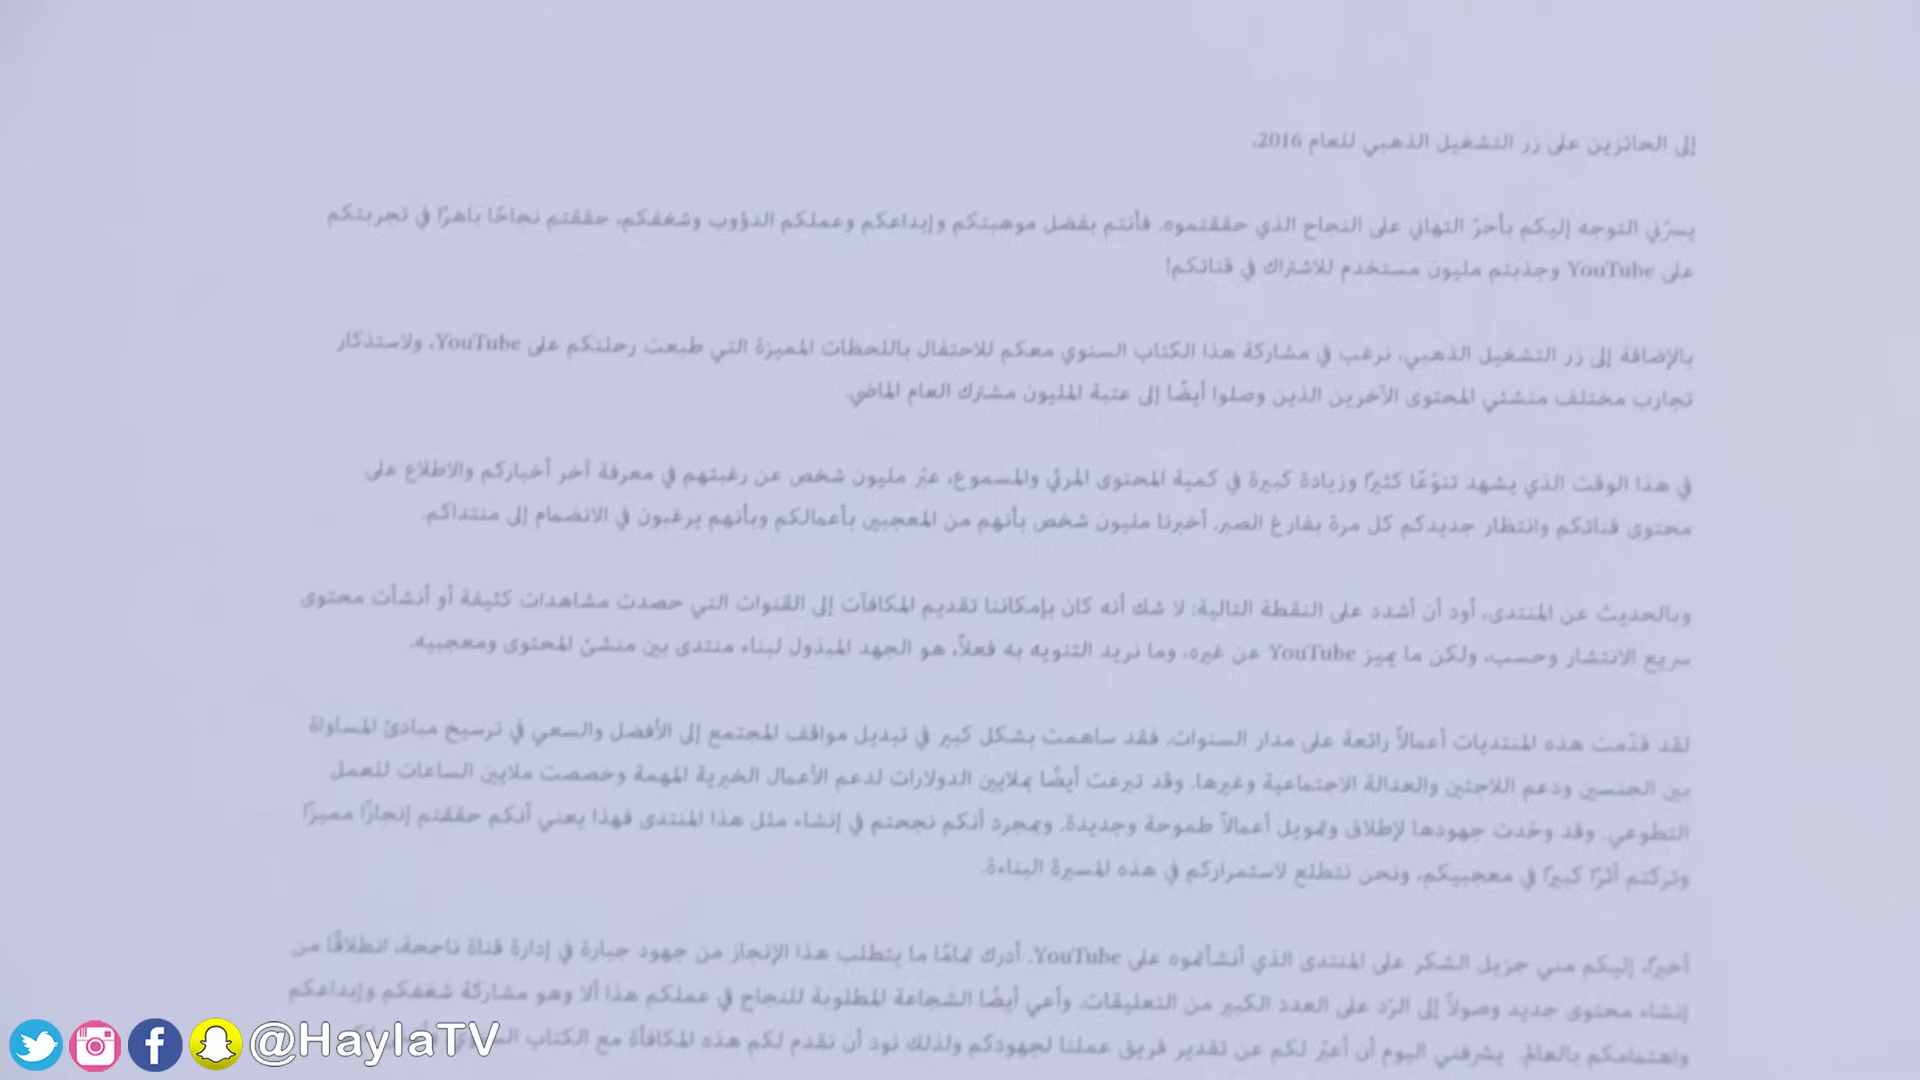 إلى الحائزين على زر التشغيل الذهبي للعام 2016،
يسرّني التوجه إليكم بأحرّ التهاني على النجاح الذي حققتموه. فأنتم بفضل موهبتكم وإبداعكم وعملكم الدؤوب وشغفكم، حققتم نجاحًا باهرًا في تجربتكم
على YouTube وجذبتم مليون مستخدم للاشتراك في قناتكم!
بالإضافة إلى زر التشغيل الذهبي، نرغب في مشاركة هذا الكتاب السنوي معكم للاحتفال باللحظات المميزة التي طبعت رحلتكم على YouTube، ولاستذكار
تجارب مختلف منشئي المحتوى الآخرين الذين وصلوا أيضًا إلى عتبة المليون مشترك العام الماضي.
في هذا الوقت الذي يشهد تنوّعًا كثيرًا وزيادة كبيرة في كمية المحتوى المرئي والمسموع، عبّر مليون شخص عن رغبتهم في معرفة آخر أخباركم والاطلاع على
محتوى قناتكم وانتظار جديدكم كل مرة بفارغ الصبر. أخبرنا مليون شخص بأنهم من المعجبين بأعمالكم وبأنهم يرغبون في الانضمام إلى منتداكم.
وبالحديث عن المنتدى، أود أن أشدد على النقطة التالية: لا شك أنه كان بإمكاننا تقديم المكافآت إلى القنوات التي حصدت مشاهدات كثيفة أو أنشأت محتوى
سريع الانتشار وحسب، ولكن ما يميز YouTube عن غيره، وما نريد التنويه به فعلاً، هو الجهد المبذول لبناء منتدى بين منشئ المحتوى ومعجبيه.
لقد قدّمت هذه المنتديات أعمالاً رائعة على مدار السنوات. فقد ساهمت بشكل كبير في تبديل مواقف المجتمع إلى الأفضل والسعي في ترسيخ مبادئ المساواة
بين الجنسين ودعم اللاجئين والعدالة الاجتماعية وغيرها. وقد تبرعت أيضًا بملايين الدولارات لدعم الأعمال الخيرية المهمة وخصصت ملايين الساعات للعمل
التطوعي. وقد وحّدت جهودها لإطلاق وتمويل أعمالاً طموحة وجديدة. وبمجرد أنكم نجحتم في إنشاء مثل هذا المنتدى فهذا يعني أنكم حققتم إنجازًا مميزًا
وتركتم أثرًا كبيرًا في معجبيكم، ونحن نتطلع لاستمراركم في هذه المسيرة البناءة.
أخيرًا، إليكم مني جزيل الشكر على المنتدى الذي أنشأتموه على YouTube. أدرك تمامًا ما يتطلب هذا الإنجاز من جهود جبارة في إدارة قناة ناجحة، انطلاقًا من
إنشاء محتوى جديد وصولاً إلى الرّد على العدد الكبير من التعليقات. وأعي أيضًا الشجاعة المطلوبة للنجاح في عملكم هذا ألا وهو مشاركة شغفكم وإبداعكم
واهتمامكم بالعالم. يشرفني اليوم أن أعبّر لكم عن تقدير فريق عملنا لجهودكم ولذلك نود أن نقدم لكم هذه المكافأة مع الكتاب
@HaylaTV